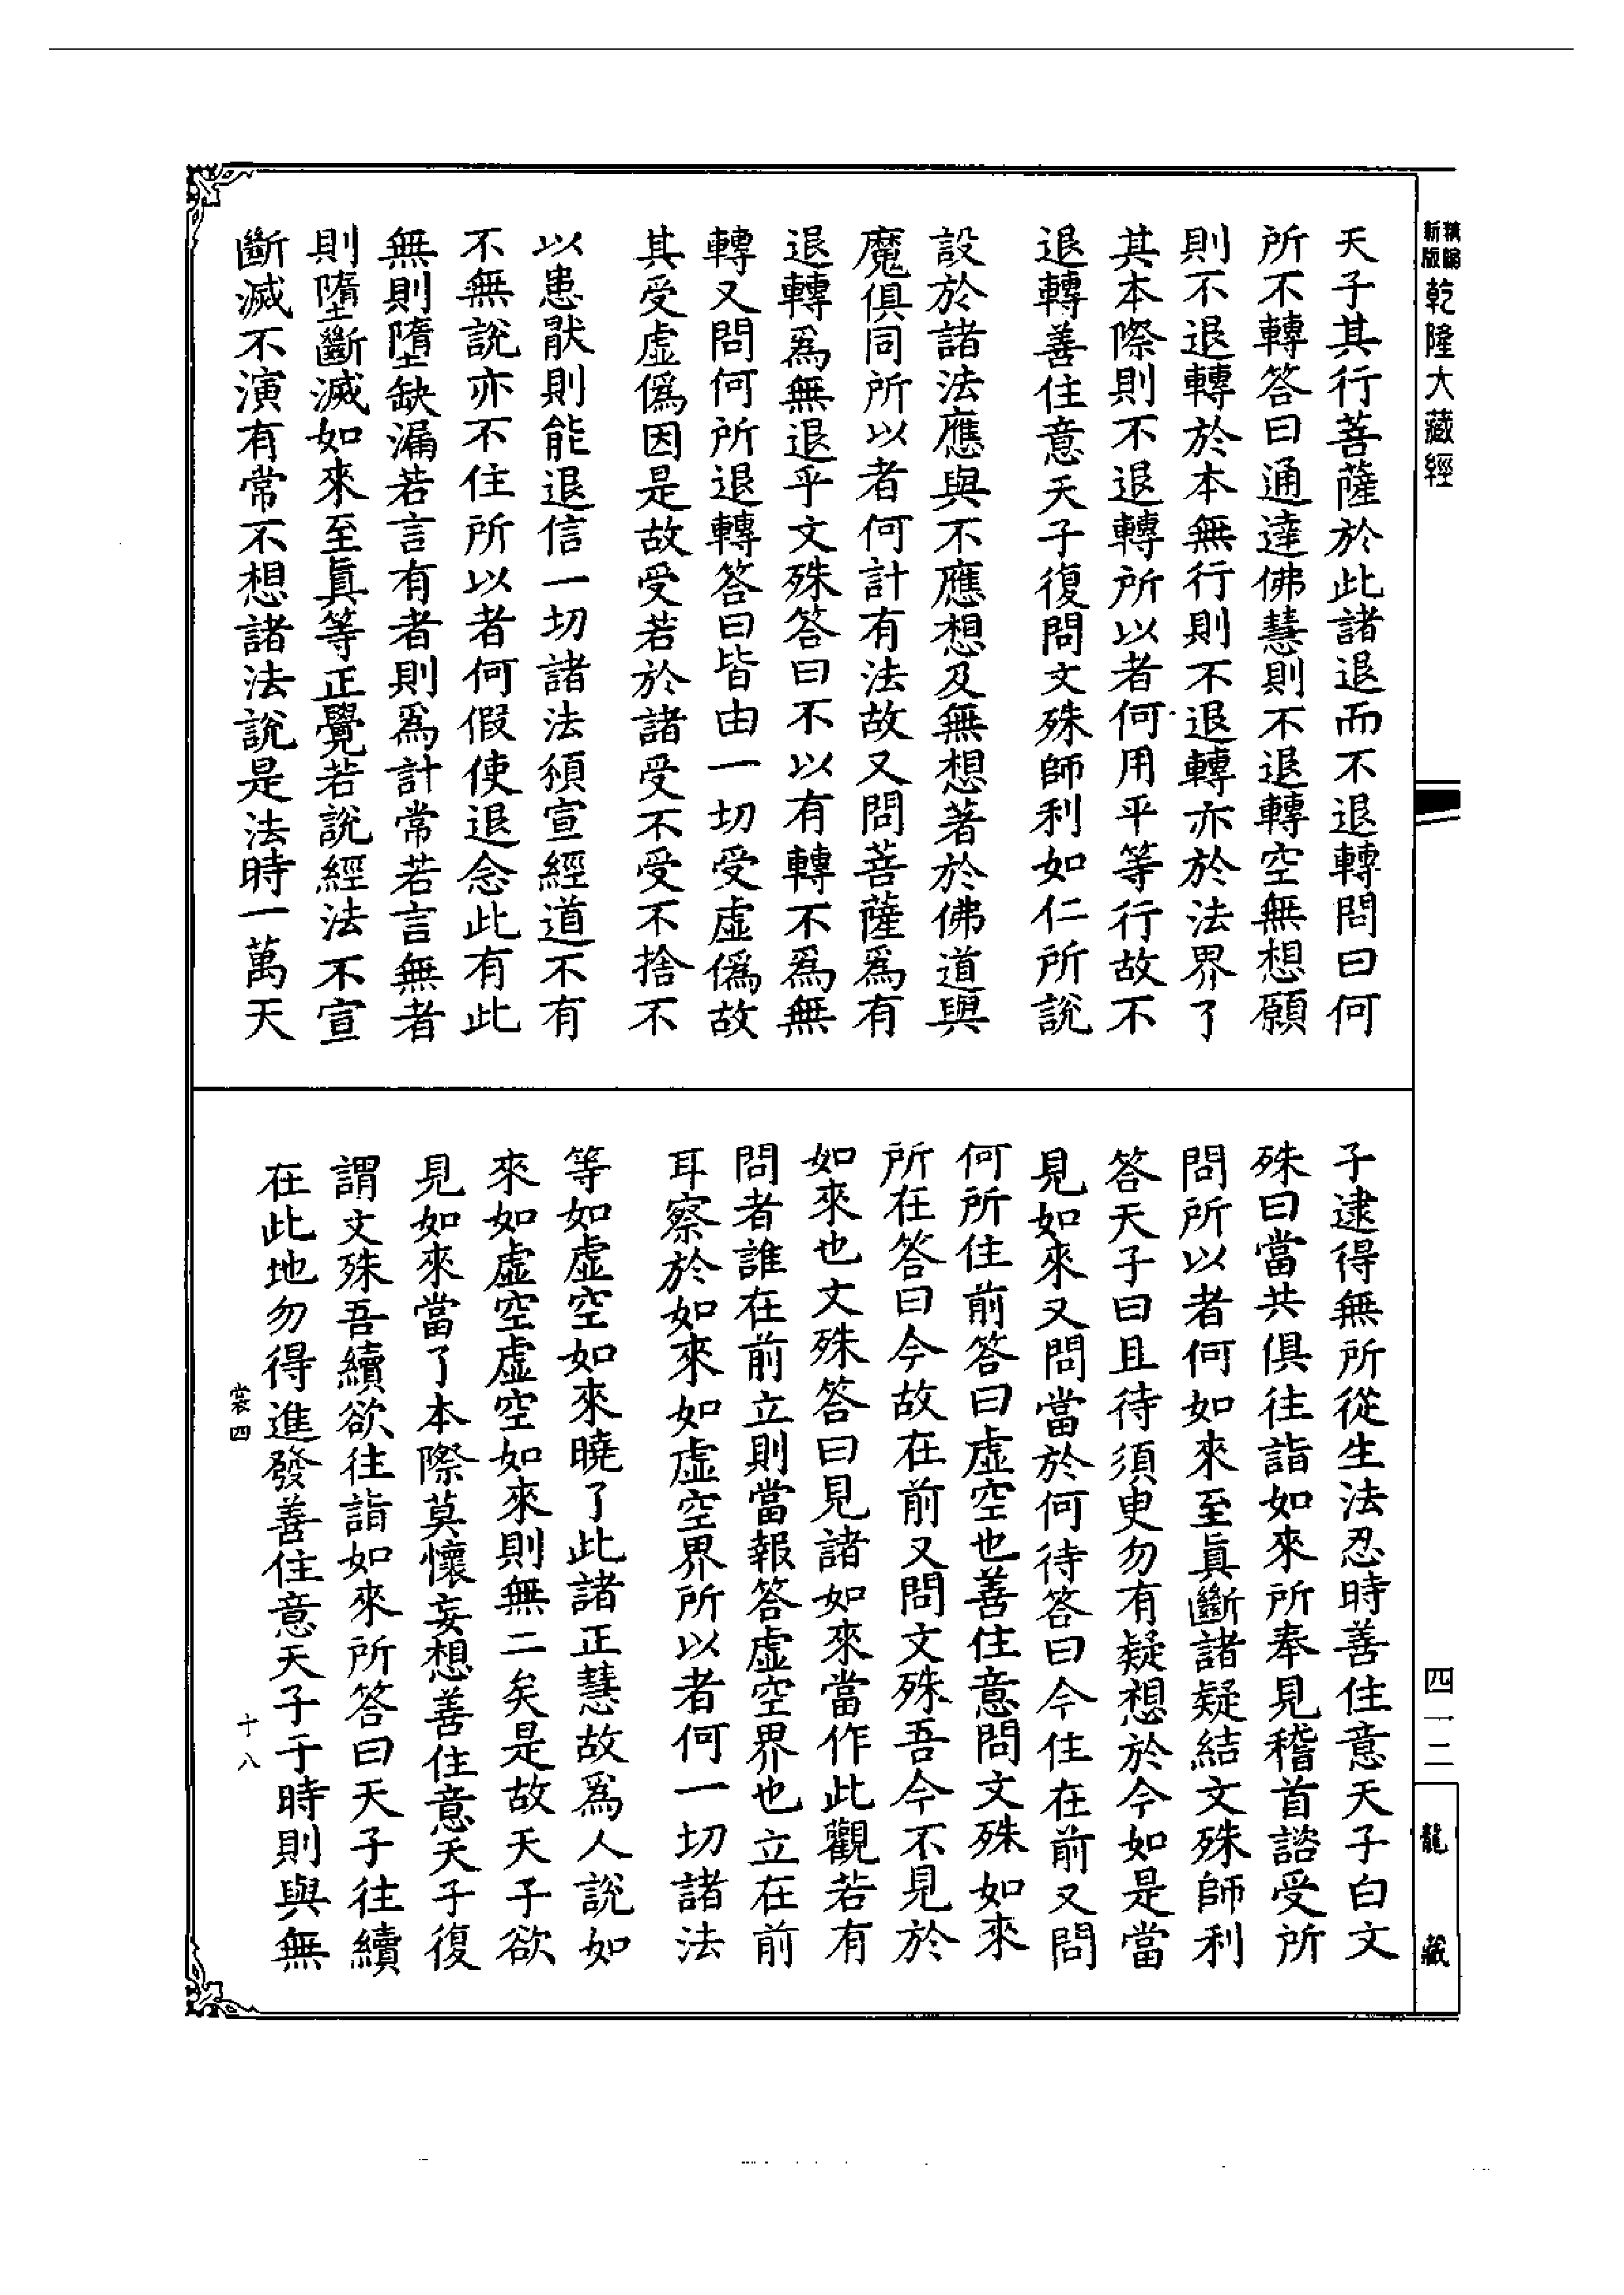 新版
精縮
乾隆大藏經
天子其行菩薩於此諸退而不退轉問曰何
所不轉答曰通達佛慧則不退轉空無想願
則不退轉於本無行則不退轉亦於法界了
其本際則不退轉所以者何用平等行故不
退轉善住意天子復問文殊師利如仁所說
設於諸法應與不應想及無想著於佛道與
魔俱同所以者何計有法故又問菩薩爲有
退轉爲無退乎文殊答曰不以有轉不爲無
轉又問何所退轉答曰皆由一切受虛僞故
其受虛僞因是故受若於諸受不受不捨不
以患猒則能退信一切諸法頒宣經道不有
不無說亦不住所以者何假使退念此有此
無則墮缺漏若言有者則爲計常若言無者
則墮斷滅如來至眞等正覺若說經法不宣
斷滅不演有常不想諸法說是法時一萬天
子逮得無所從生法忍時善住意天子白文
殊曰當共俱往詣如來所奉見稽首諮受所
問所以者何如來至眞斷諸疑結文殊師利
答天子曰且待須臾勿有疑想於今如是當
見如來又問當於何待答曰今住在前又問
何所住前答曰虛空也善住意問文殊如來
所在答曰今故在前又問文殊吾今不見於
如來也文殊答曰見諸如來當作此觀若有
問者誰在前立則當報答虛空界也立在前
耳察於如來如虛空界所以者何一切諸法
等如虛空如來曉了此諸正慧故爲人說如
來如虛空虛空如來則無二矣是故天子欲
見如來當了本際莫懷妄想善住意天子復
謂文殊吾續欲往詣如來所答曰天子往續
在此地勿得進發善住意天子于時則與無
裳四
十八
四一二
龍藏